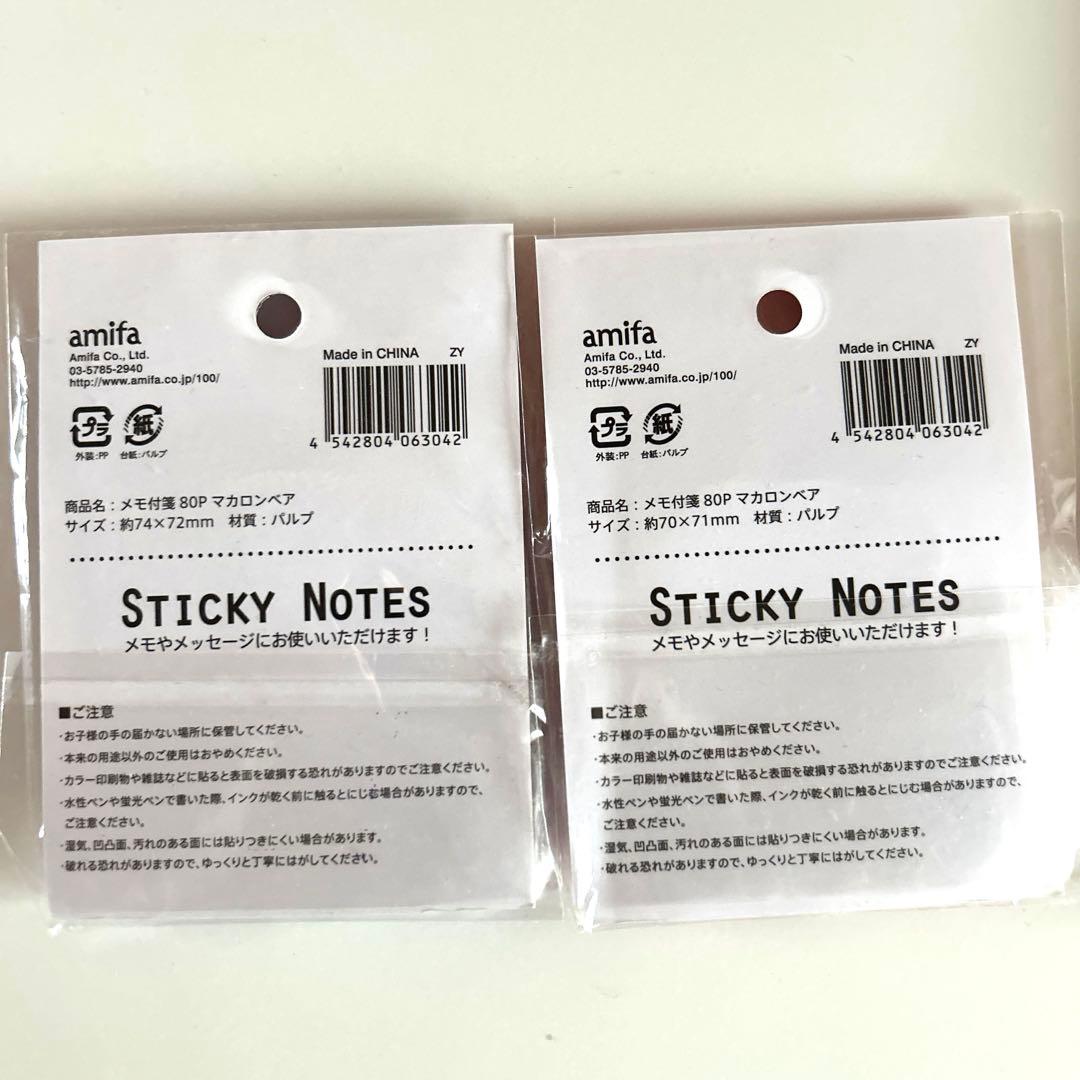 amifa
Amifa Co., Ltd.
03-5785-2940
http://www.amifa.co.jp/100/
Made in CHINA ZY
4 542804 063042
プラ
外装:PP
紙
台紙:パルプ
商品名：メモ付箋 80P マカロンベア
サイズ：約74×72mm 材質：パルプ
STICKY NOTES
メモやメッセージにお使いいただけます！
■ご注意
・お子様の手の届かない場所に保管してください。
・本来の用途以外のご使用はおやめください。
・カラー印刷物や雑誌などに貼ると表面を破損する恐れがありますのでご注意ください。
・水性ペンや蛍光ペンで書いた際、インクが乾く前に触るとにじむ場合がありますので、
ご注意ください。
・湿気、凹凸面、汚れのある面には貼りつきにくい場合があります。
・破れる恐れがありますので、ゆっくりと丁寧にはがしてください。
amifa
Amifa Co., Ltd.
03-5785-2940
http://www.amifa.co.jp/100/
Made in CHINA ZY
4 542804 063042
プラ
外装:PP
紙
台紙:パルプ
商品名：メモ付箋 80P マカロンベア
サイズ：約70×71mm 材質：パルプ
STICKY NOTES
メモやメッセージにお使いいただけます！
■ご注意
・お子様の手の届かない場所に保管してください。
・本来の用途以外のご使用はおやめください。
・カラー印刷物や雑誌などに貼ると表面を破損する恐れがありますのでご注意ください。
・水性ペンや蛍光ペンで書いた際、インクが乾く前に触るとにじむ場合がありますので、
ご注意ください。
・湿気、凹凸面、汚れのある面には貼りつきにくい場合があります。
・破れる恐れがありますので、ゆっくりと丁寧にはがしてください。